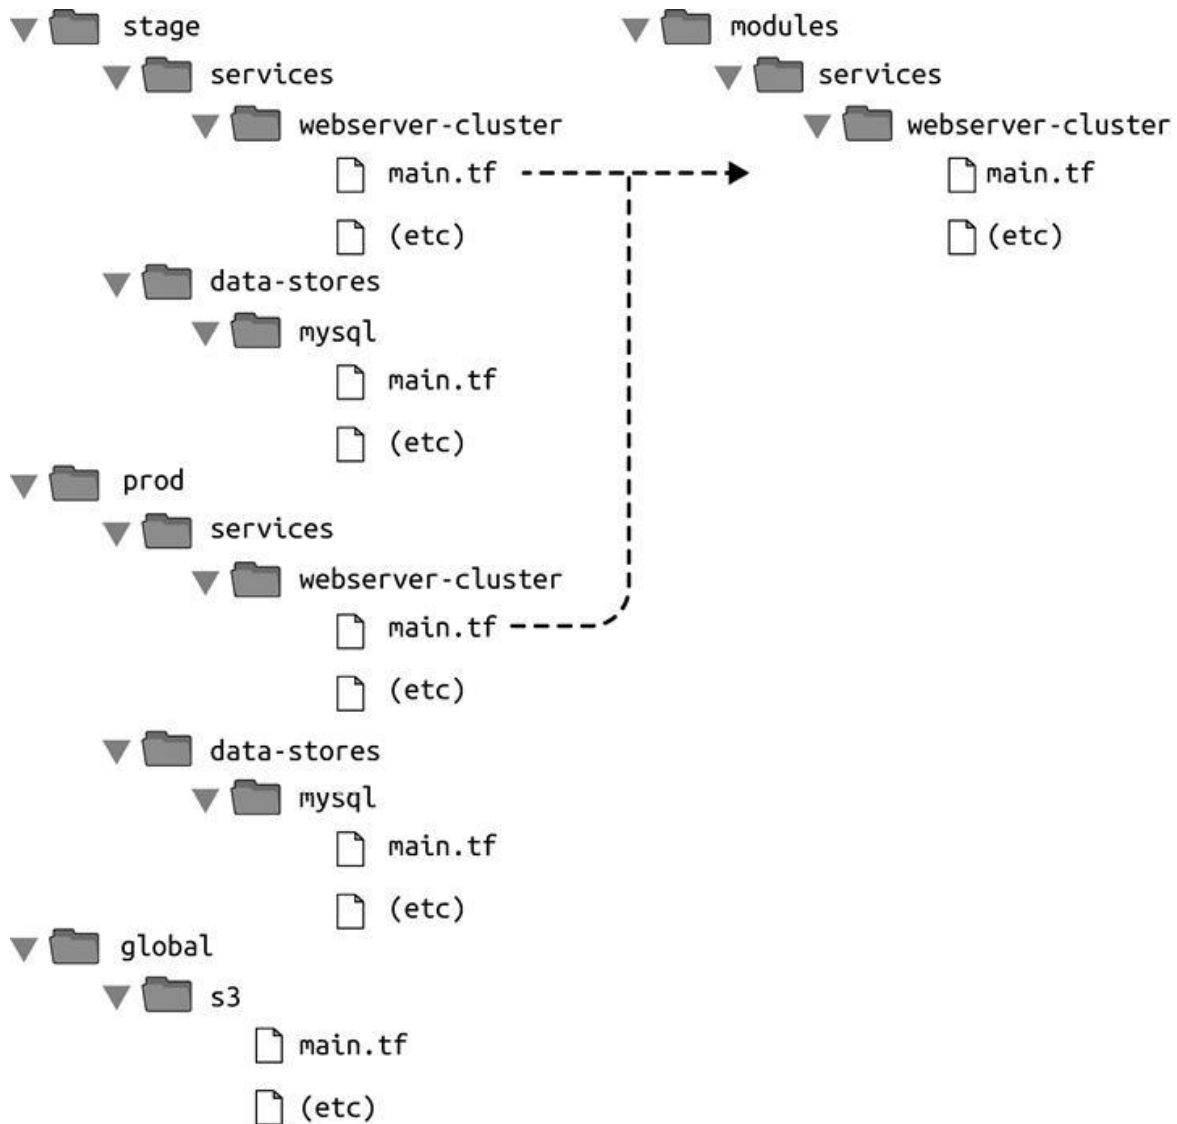 stage
services
webserver-cluster
main.tf
(etc)
data-stores
mysql
main.tf
(etc)
prod
services
webserver-cluster
main.tf
(etc)
data-stores
mysql
main.tf
(etc)
global
s3
main.tf
(etc)
modules
services
webserver-cluster
main.tf
(etc)